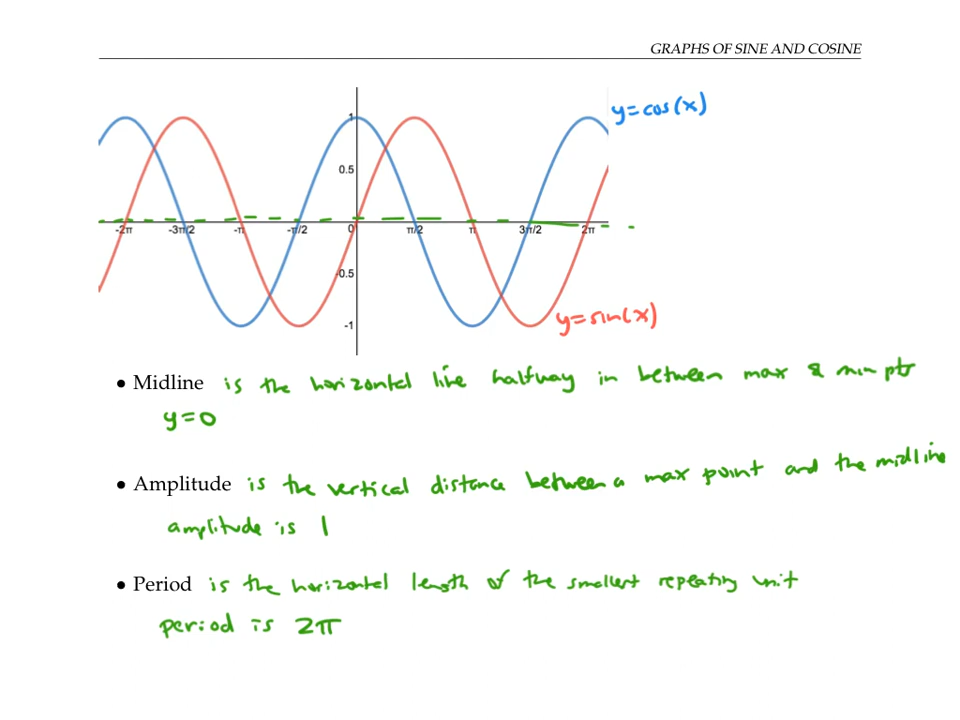 GRAPHS OF SINE AND COSINE
y=cos(x)
1
0.5
-2π -3π/2 -π -π/2 0 π/2 π 3π/2 2π
-0.5
-1
y=sin(x)
• Midline is the horizontal line halfway in between max & min pts
y=0
• Amplitude is the vertical distance between a max point and the midline
amplitude is 1
• Period is the horizontal length of the smallest repeating unit
period is 2π